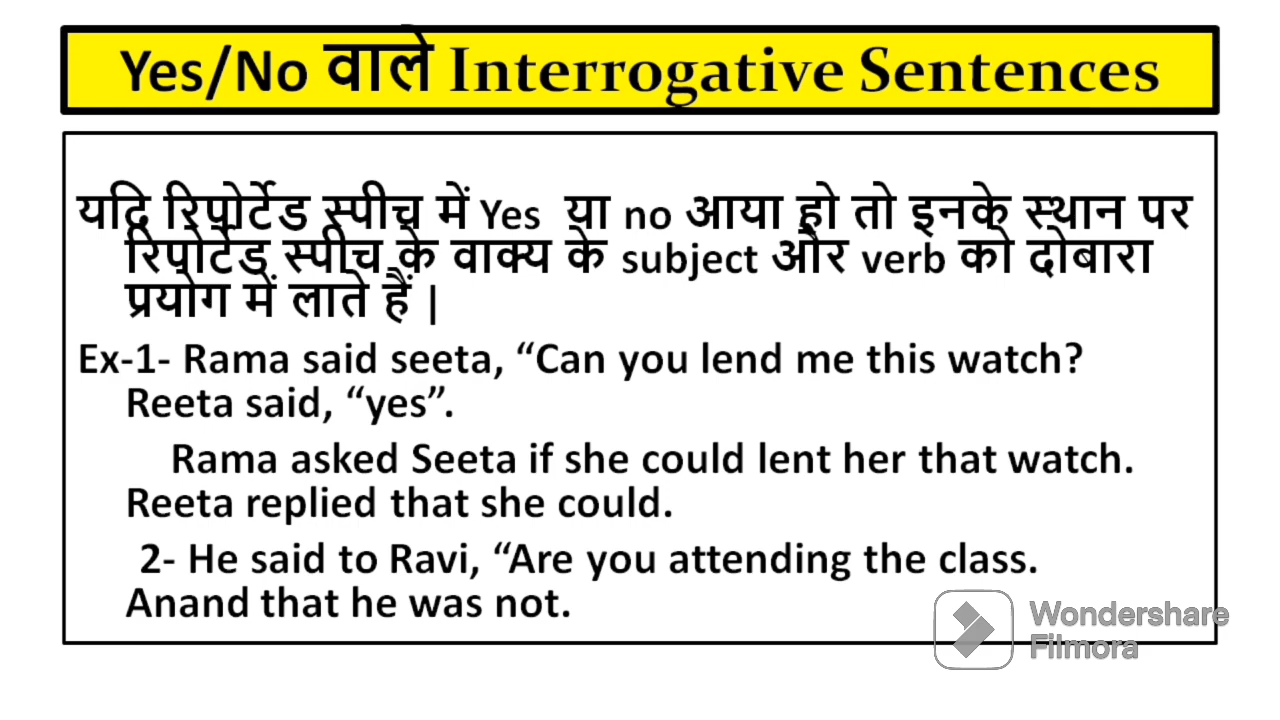 Yes/No वाले Interrogative Sentences
यदि रिपोर्टेड स्पीच में Yes या no आया हो तो इनके स्थान पर
रिपोर्टेड स्पीच के वाक्य के subject और verb को दोबारा
प्रयोग में लाते हैं |
Ex-1- Rama said seeta, “Can you lend me this watch?
Reeta said, “yes”.
Rama asked Seeta if she could lent her that watch.
Reeta replied that she could.
2- He said to Ravi, “Are you attending the class.
Anand that he was not.
Wondershare
Filmora